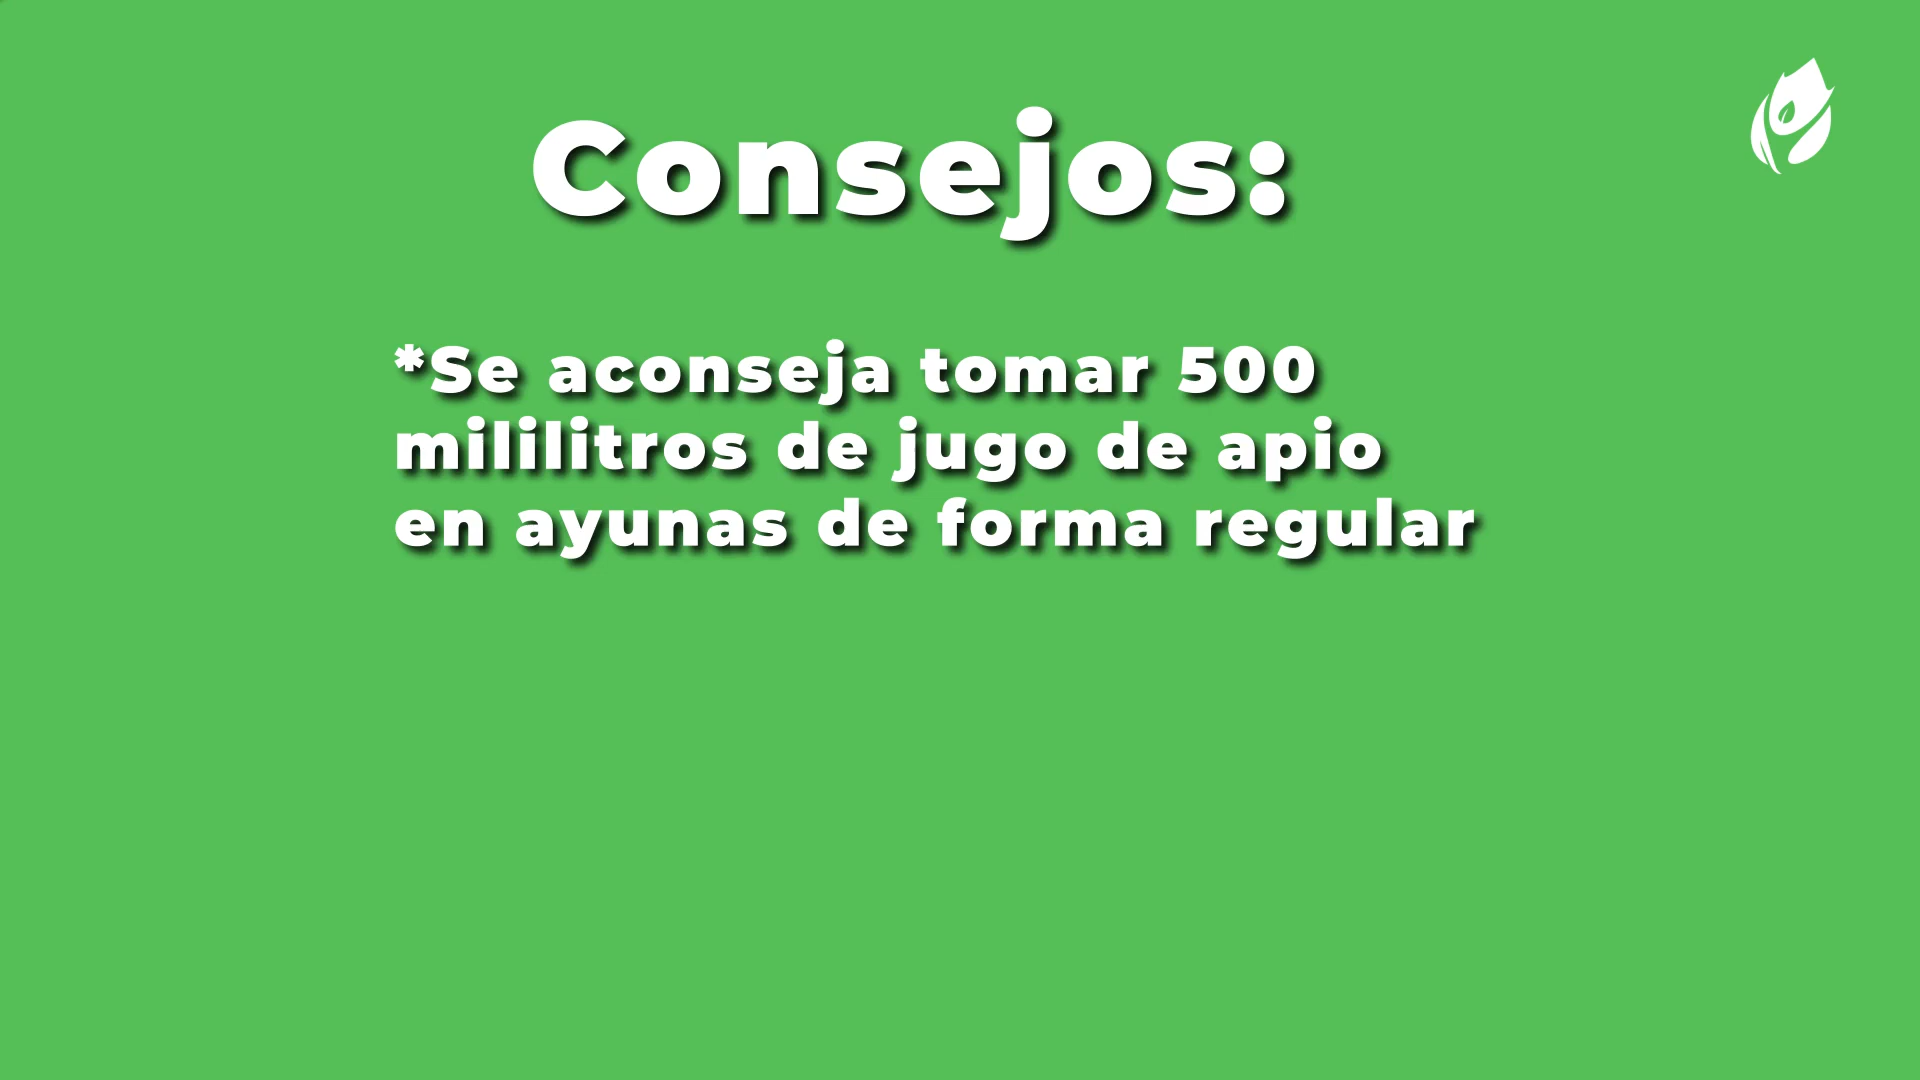 Consejos:
*Se aconseja tomar 500
mililitros de jugo de apio
en ayunas de forma regular